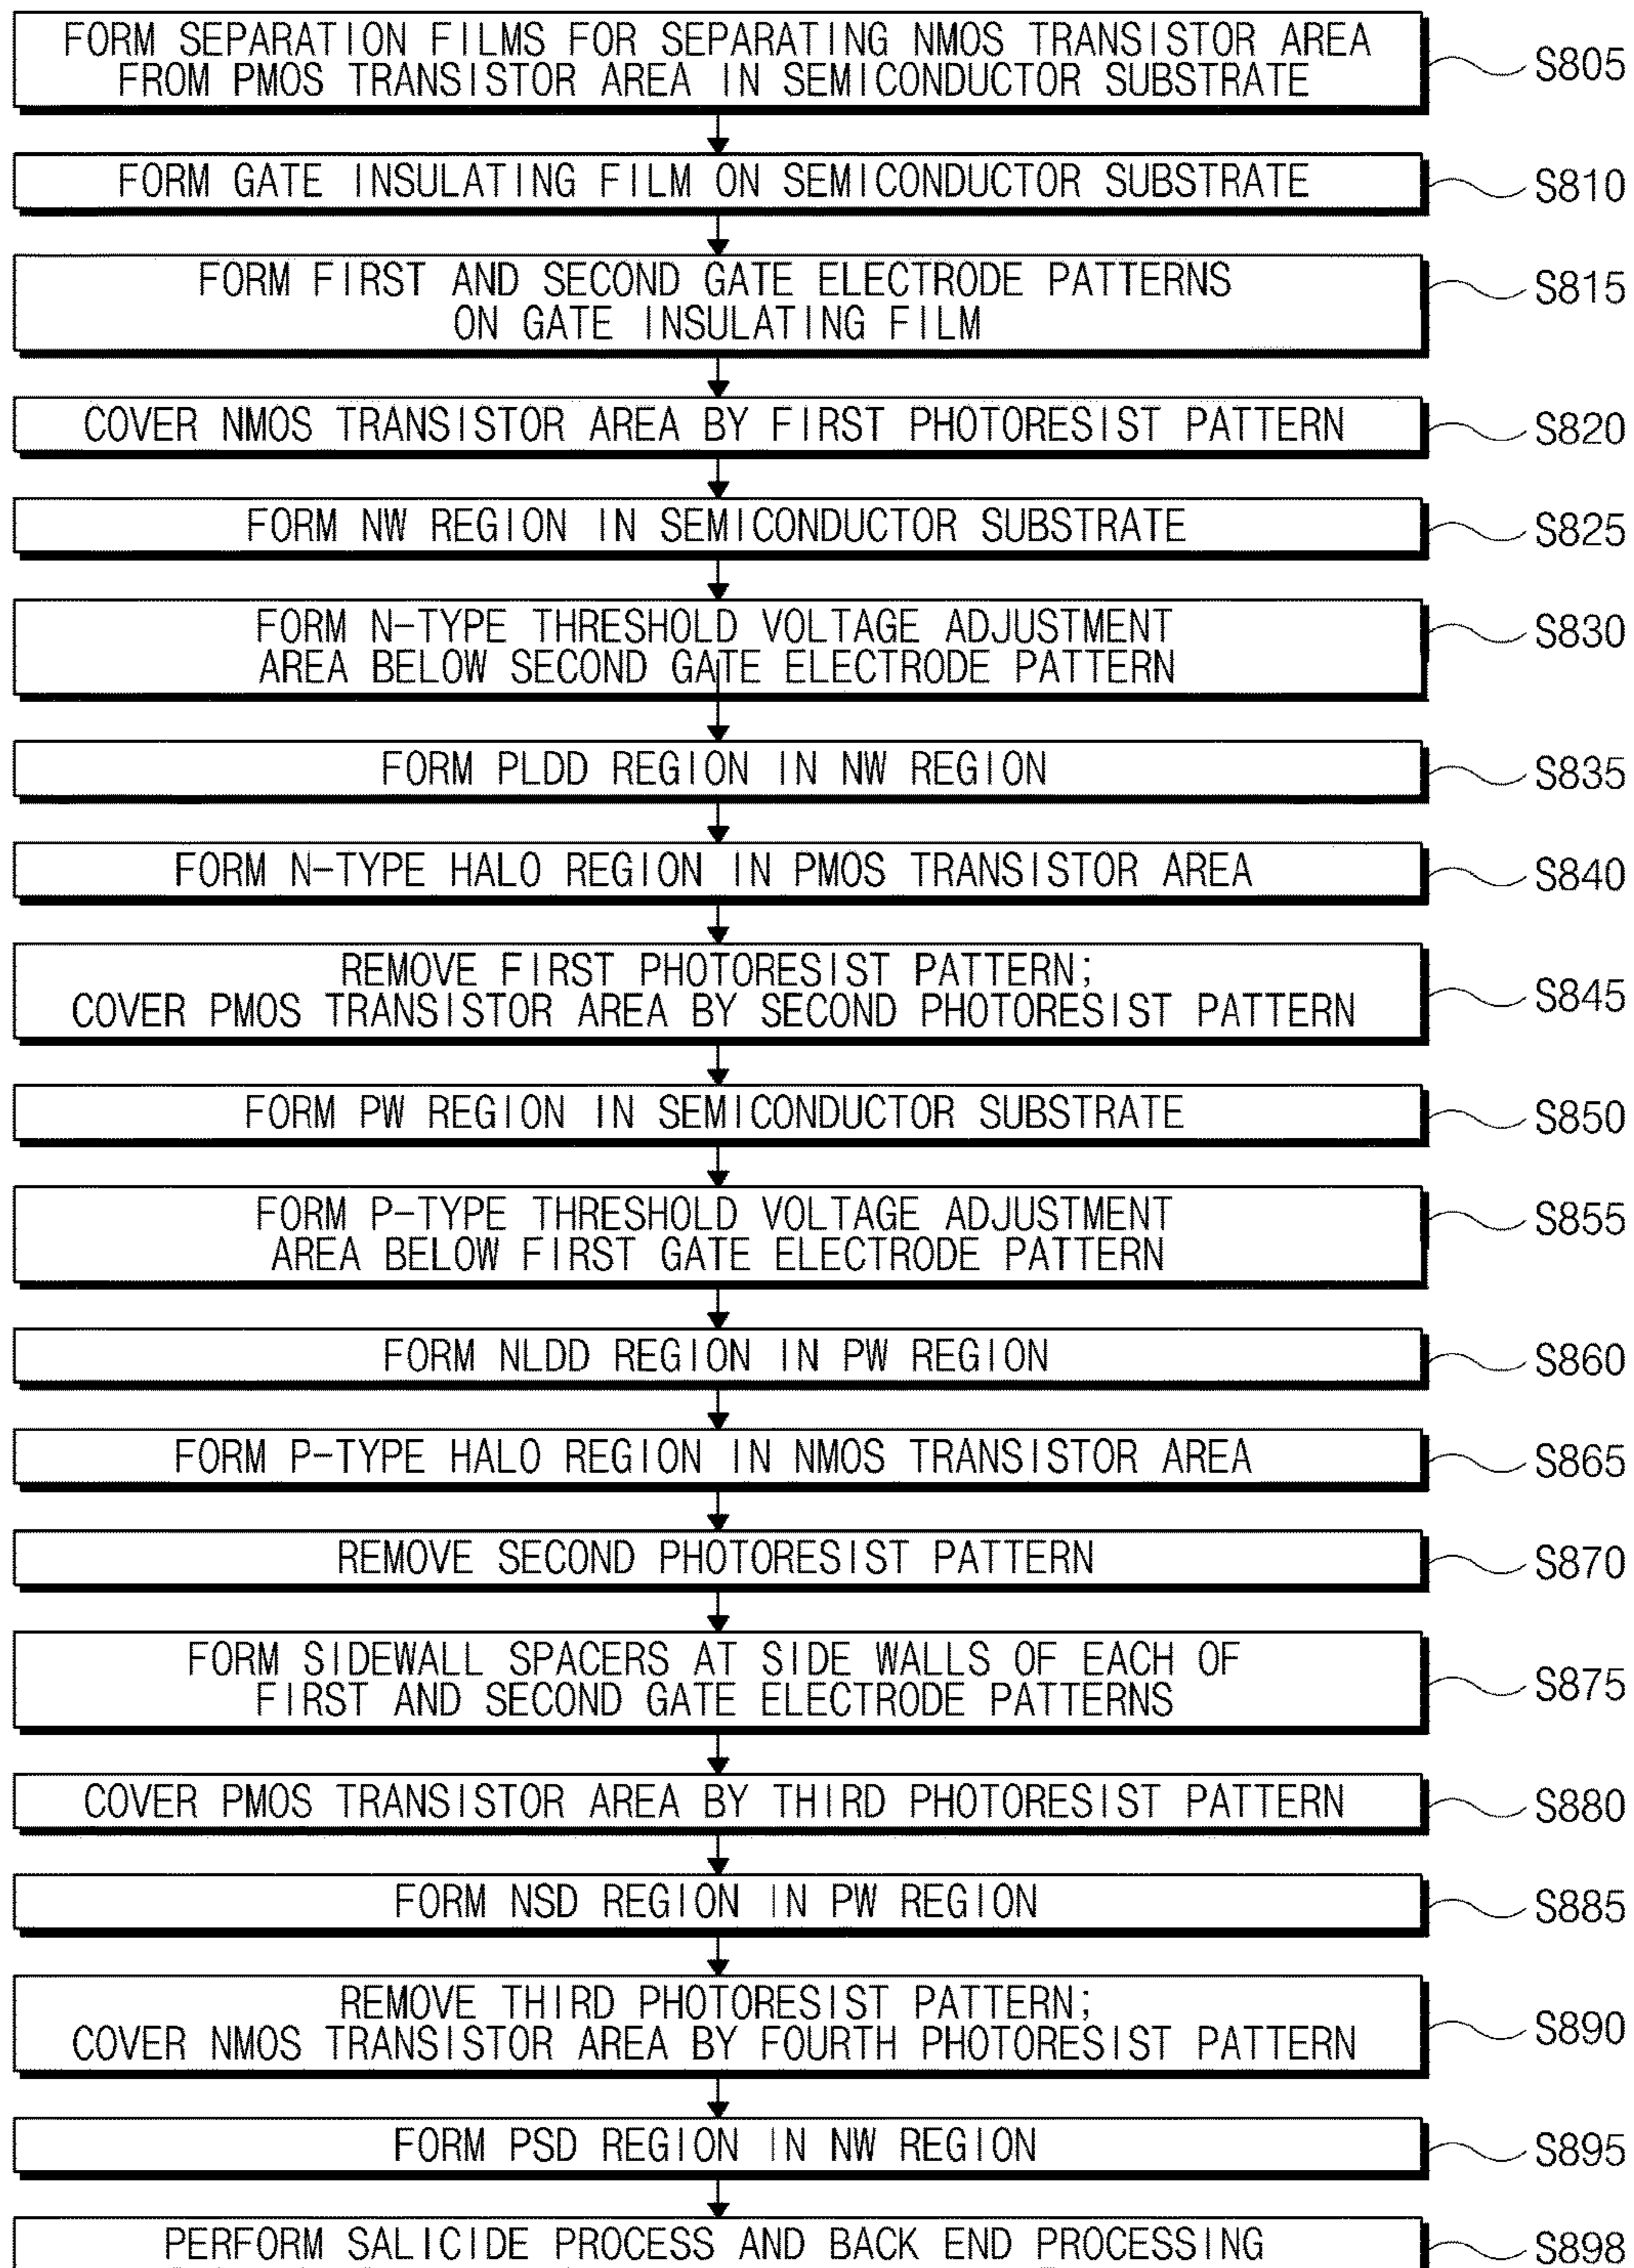 FORM SEPARATION FILMS FOR SEPARATING NMOS TRANSISTOR AREA
FROM PMOS TRANSISTOR AREA IN SEMICONDUCTOR SUBSTRATE
S805
FORM GATE INSULATING FILM ON SEMICONDUCTOR SUBSTRATE
S810
FORM FIRST AND SECOND GATE ELECTRODE PATTERNS
ON GATE INSULATING FILM
S815
COVER NMOS TRANSISTOR AREA BY FIRST PHOTORESIST PATTERN
S820
FORM NW REGION IN SEMICONDUCTOR SUBSTRATE
S825
FORM N-TYPE THRESHOLD VOLTAGE ADJUSTMENT
AREA BELOW SECOND GATE ELECTRODE PATTERN
S830
FORM PLDD REGION IN NW REGION
S835
FORM N-TYPE HALO REGION IN PMOS TRANSISTOR AREA
S840
REMOVE FIRST PHOTORESIST PATTERN;
COVER PMOS TRANSISTOR AREA BY SECOND PHOTORESIST PATTERN
S845
FORM PW REGION IN SEMICONDUCTOR SUBSTRATE
S850
FORM P-TYPE THRESHOLD VOLTAGE ADJUSTMENT
AREA BELOW FIRST GATE ELECTRODE PATTERN
S855
FORM NLDD REGION IN PW REGION
S860
FORM P-TYPE HALO REGION IN NMOS TRANSISTOR AREA
S865
REMOVE SECOND PHOTORESIST PATTERN
S870
FORM SIDEWALL SPACERS AT SIDE WALLS OF EACH OF
FIRST AND SECOND GATE ELECTRODE PATTERNS
S875
COVER PMOS TRANSISTOR AREA BY THIRD PHOTORESIST PATTERN
S880
FORM NSD REGION IN PW REGION
S885
REMOVE THIRD PHOTORESIST PATTERN;
COVER NMOS TRANSISTOR AREA BY FOURTH PHOTORESIST PATTERN
S890
FORM PSD REGION IN NW REGION
S895
PERFORM SALICIDE PROCESS AND BACK END PROCESSING
S898